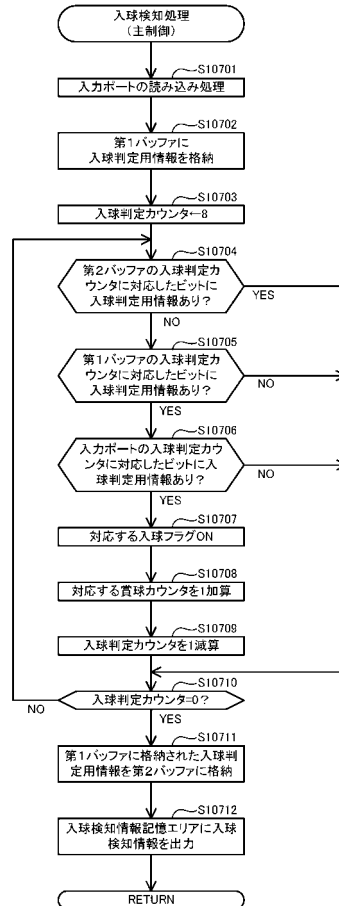 入球検知処理
(主制御)
S10701
入力ポートの読み込み処理
S10702
第1バッファに
入球判定用情報を格納
S10703
入球判定カウンタ←8
S10704
第2バッファの入球判定カ
ウンタに対応したビットに
入球判定用情報あり?
YES
NO
S10705
第1バッファの入球判定カ
ウンタに対応したビットに
入球判定用情報あり?
NO
YES
S10706
入力ポートの入球判定カウ
ンタに対応したビットに入
球判定用情報あり?
NO
YES
S10707
対応する入球フラグON
S10708
対応する賞球カウンタを1加算
S10709
入球判定カウンタを1減算
S10710
入球判定カウンタ=0?
NO
YES
S10711
第1バッファに格納された入球判
定用情報を第2バッファに格納
S10712
入球検知情報記憶エリアに入球
検知情報を出力
RETURN